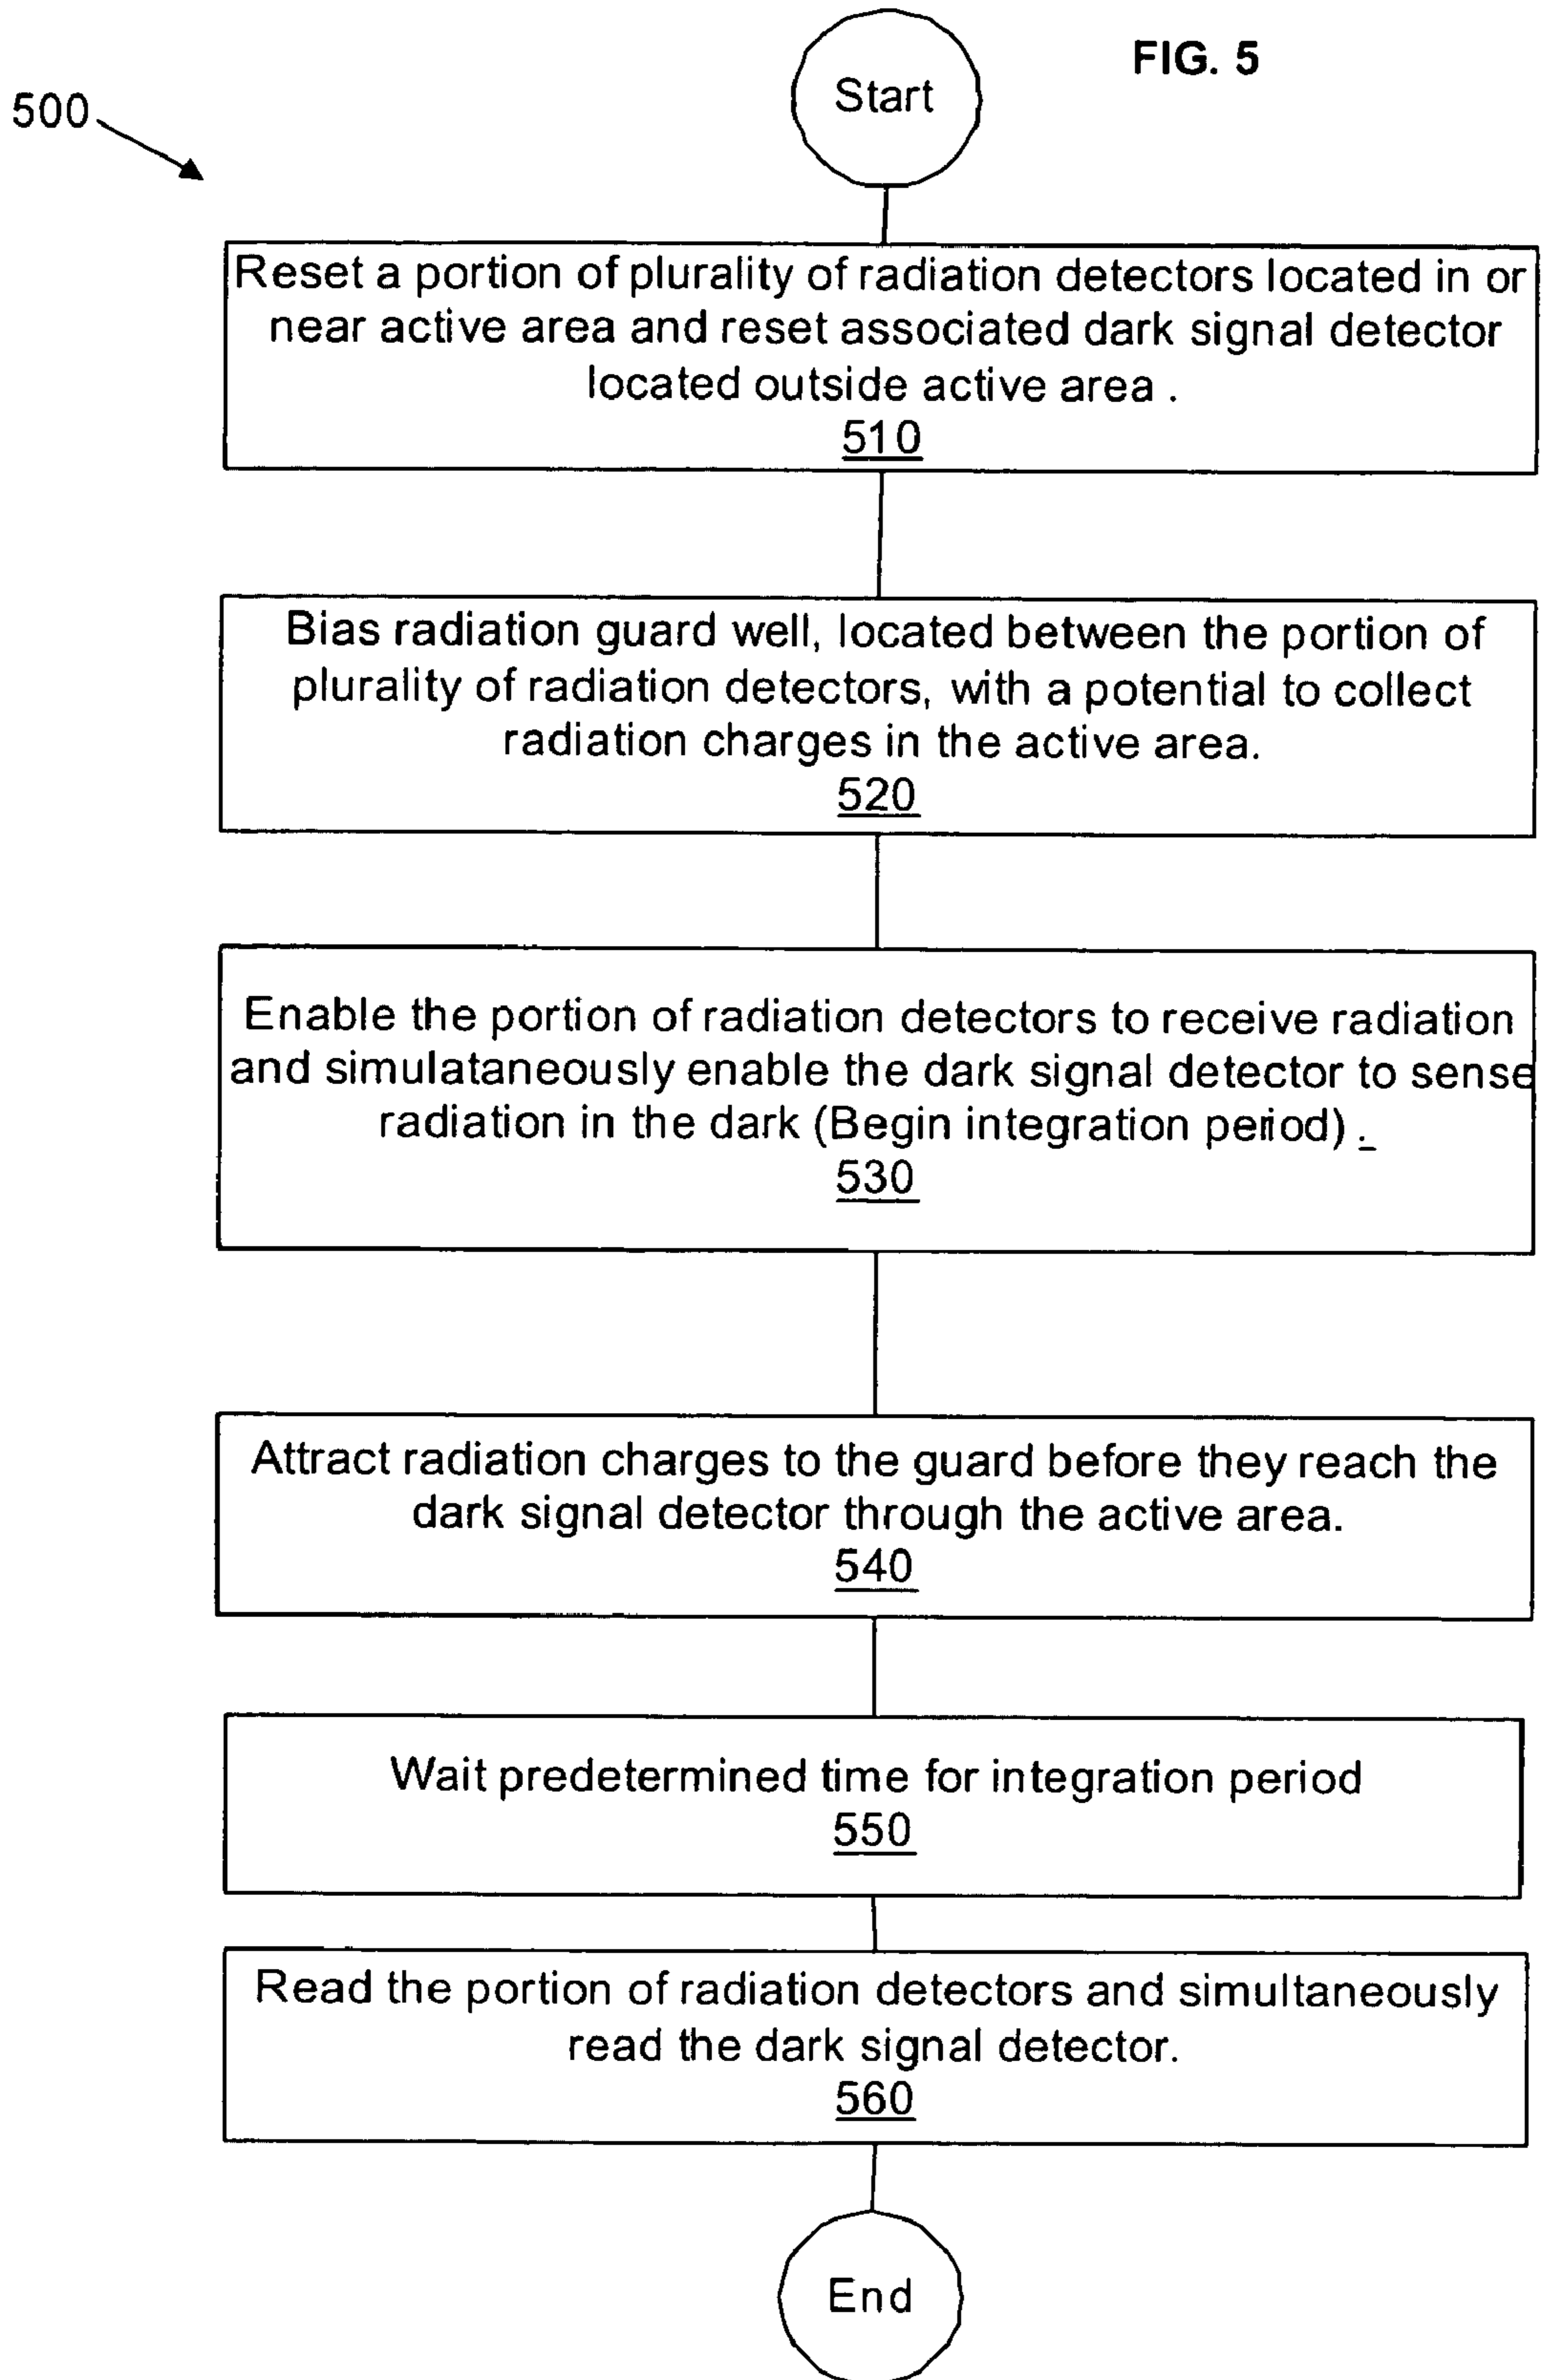 FIG. 5
Start
500
Reset a portion of plurality of radiation detectors located in or
near active area and reset associated dark signal detector
located outside active area .
510
Bias radiation guard well, located between the portion of
plurality of radiation detectors, with a potential to collect
radiation charges in the active area.
520
Enable the portion of radiation detectors to receive radiation
and simulataneously enable the dark signal detector to sense
radiation in the dark (Begin integration period) .
530
Attract radiation charges to the guard before they reach the
dark signal detector through the active area.
540
Wait predetermined time for integration period
550
Read the portion of radiation detectors and simultaneously
read the dark signal detector.
560
End